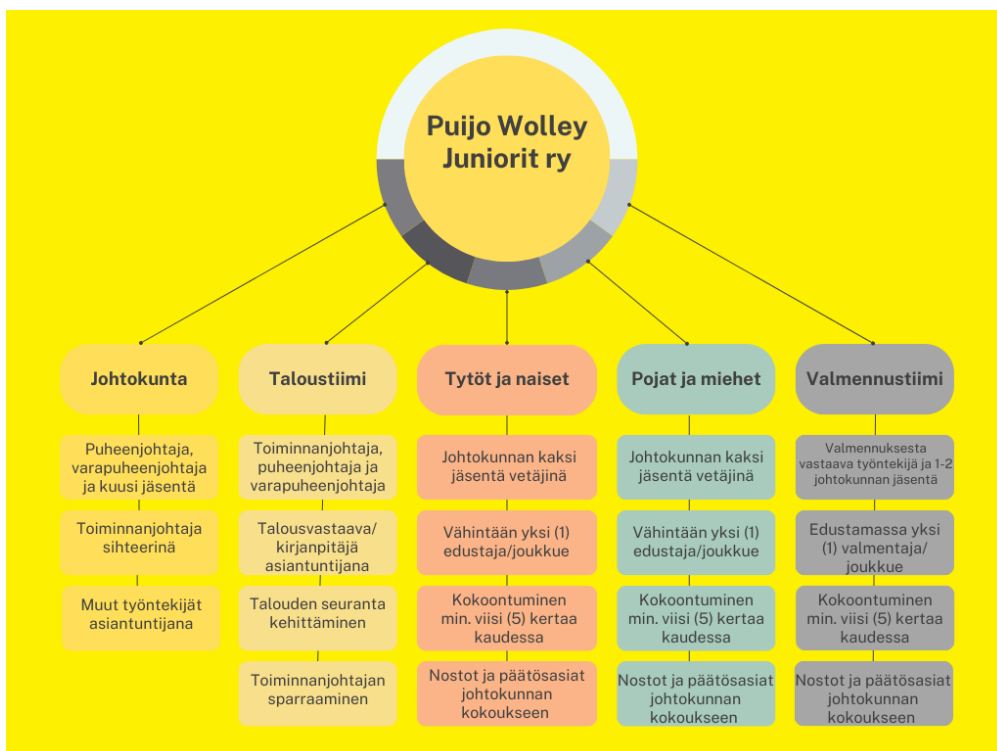 Puijo Wolley
Juniorit ry
Johtokunta
Puheenjohtaja,
varapuheenjohtaja
ja kuusi jäsentä
Toiminnanjohtaja
sihteerinä
Muut työntekijät
asiantuntijana
Taloustiimi
Toiminnanjohtaja,
puheenjohtaja ja
varapuheenjohtaja
Talousvastaava/
kirjanpitäjä
asiantuntijana
Talouden seuranta
kehittäminen
Toiminnanjohtajan
sparraaminen
Tytöt ja naiset
Johtokunnan kaksi
jäsentä vetäjinä
Vähintään yksi (1)
edustaja/joukkue
Kokoontuminen
min. viisi (5) kertaa
kaudessa
Nostot ja päätösasiat
johtokunnan
kokoukseen
Pojat ja miehet
Johtokunnan kaksi
jäsentä vetäjinä
Vähintään yksi (1)
edustaja/joukkue
Kokoontuminen
min. viisi (5) kertaa
kaudessa
Nostot ja päätösasiat
johtokunnan
kokoukseen
Valmennustiimi
Valmennuksesta
vastaava työntekijä ja 1-2
johtokunnan jäsentä
Edustamassa yksi
(1) valmentaja/
joukkue
Kokoontuminen
min. viisi (5) kertaa
kaudessa
Nostot ja päätösasiat
johtokunnan
kokoukseen